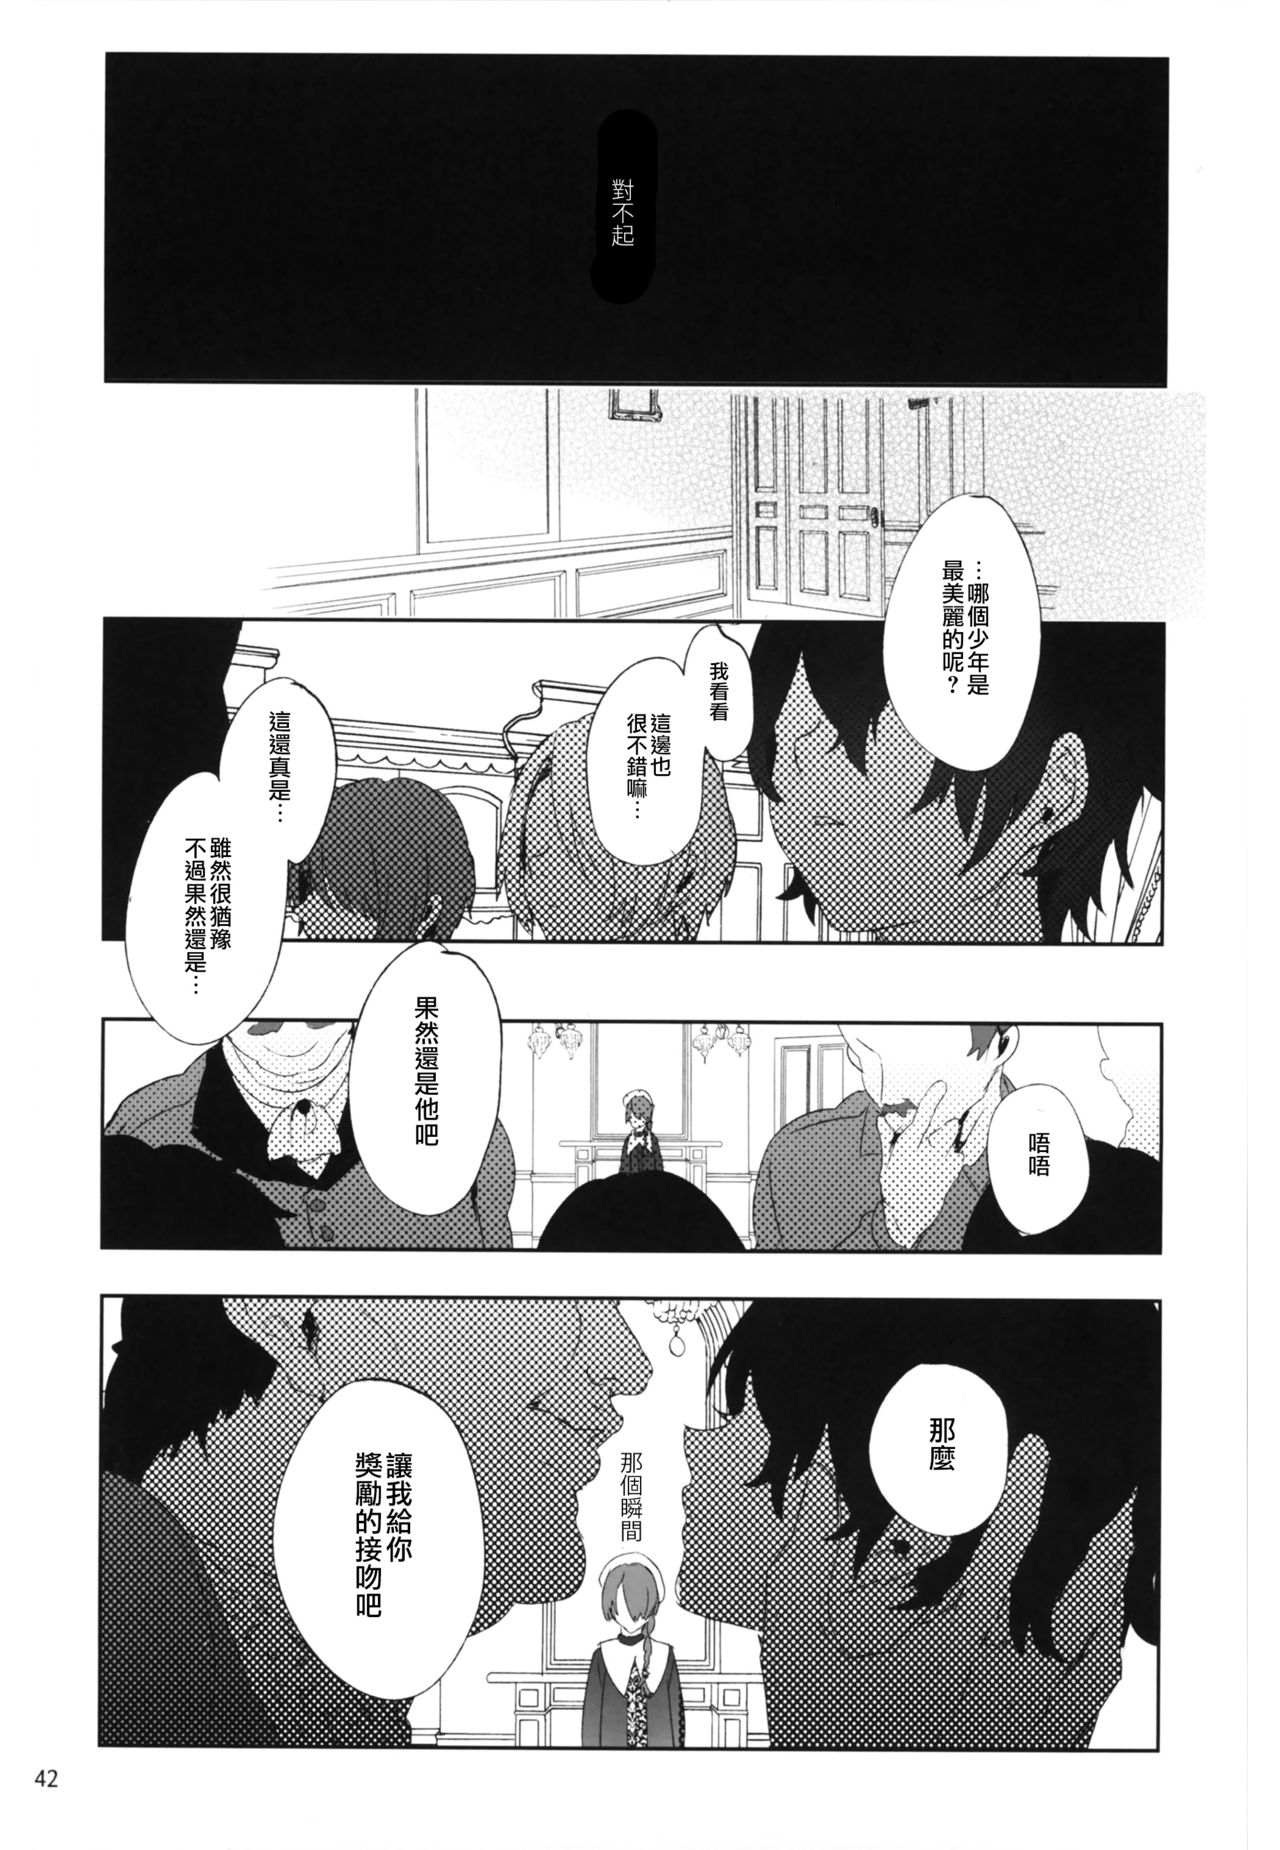 對不起
…哪個少年是
最美麗的呢？
我看看
這邊也
很不錯嘛…
這還真是…
雖然很猶豫
不過果然還是…
唔唔
果然還是他吧
那麼
那個瞬間
讓我給你
獎勵的接吻吧
42